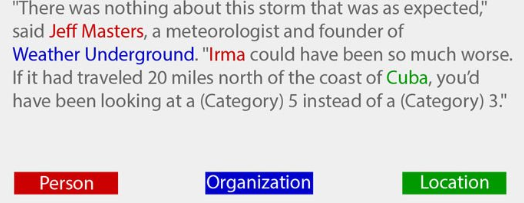 "There was nothing about this storm that was as expected,"
said Jeff Masters, a meteorologist and founder of
Weather Underground. "Irma could have been so much worse.
If it had traveled 20 miles north of the coast of Cuba, you'd
have been looking at a (Category) 5 instead of a (Category) 3."
Person Organization Location